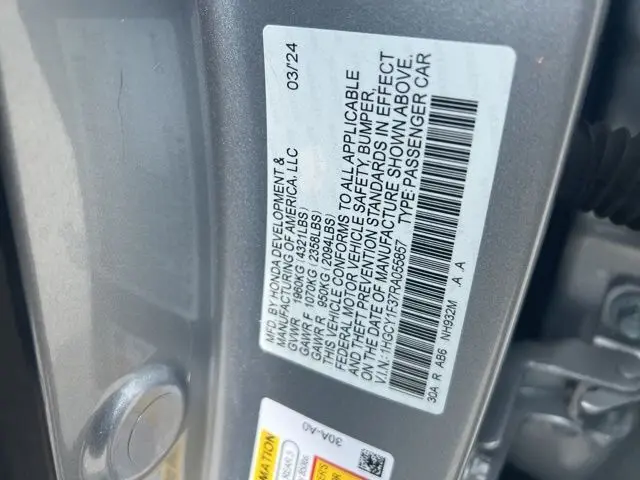 MFD. BY HONDA DEVELOPMENT &
MANUFACTURING OF AMERICA, LLC 03/'24
GVWR 1960KG (4321LBS)
GAWR F 1070KG (2358LBS)
GAWR R 950KG (2094LBS)
THIS VEHICLE CONFORMS TO ALL APPLICABLE
FEDERAL MOTOR VEHICLE SAFETY, BUMPER,
AND THEFT PREVENTION STANDARDS IN EFFECT
ON THE DATE OF MANUFACTURE SHOWN ABOVE.
V.I.N.: 1HGCY1F37RA055857 TYPE:PASSENGER CAR
30A R AB6 NH932M A A
30A-A0